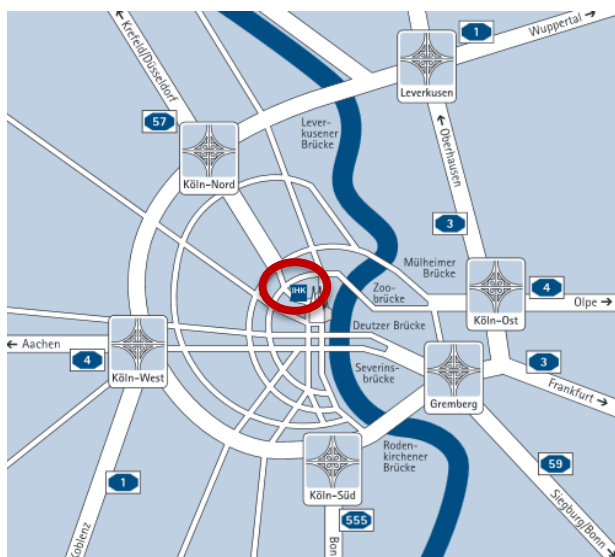 1
Wuppertal →
← Krefeld/Düsseldorf
Leverkusen
57
Lever-
kusener
Brücke
← Oberhausen
Köln-Nord
3
Mülheimer
Brücke
IHK
Zoo-
brücke
4
Olpe →
Köln-Ost
Deutzer Brücke
← Aachen
4
Köln-West
Severins-
brücke
3
Frankfurt →
Gremberg
Roden-
kirchener
Brücke
59
Siegburg/Bonn →
Köln-Süd
1
555
Koblenz
Bon